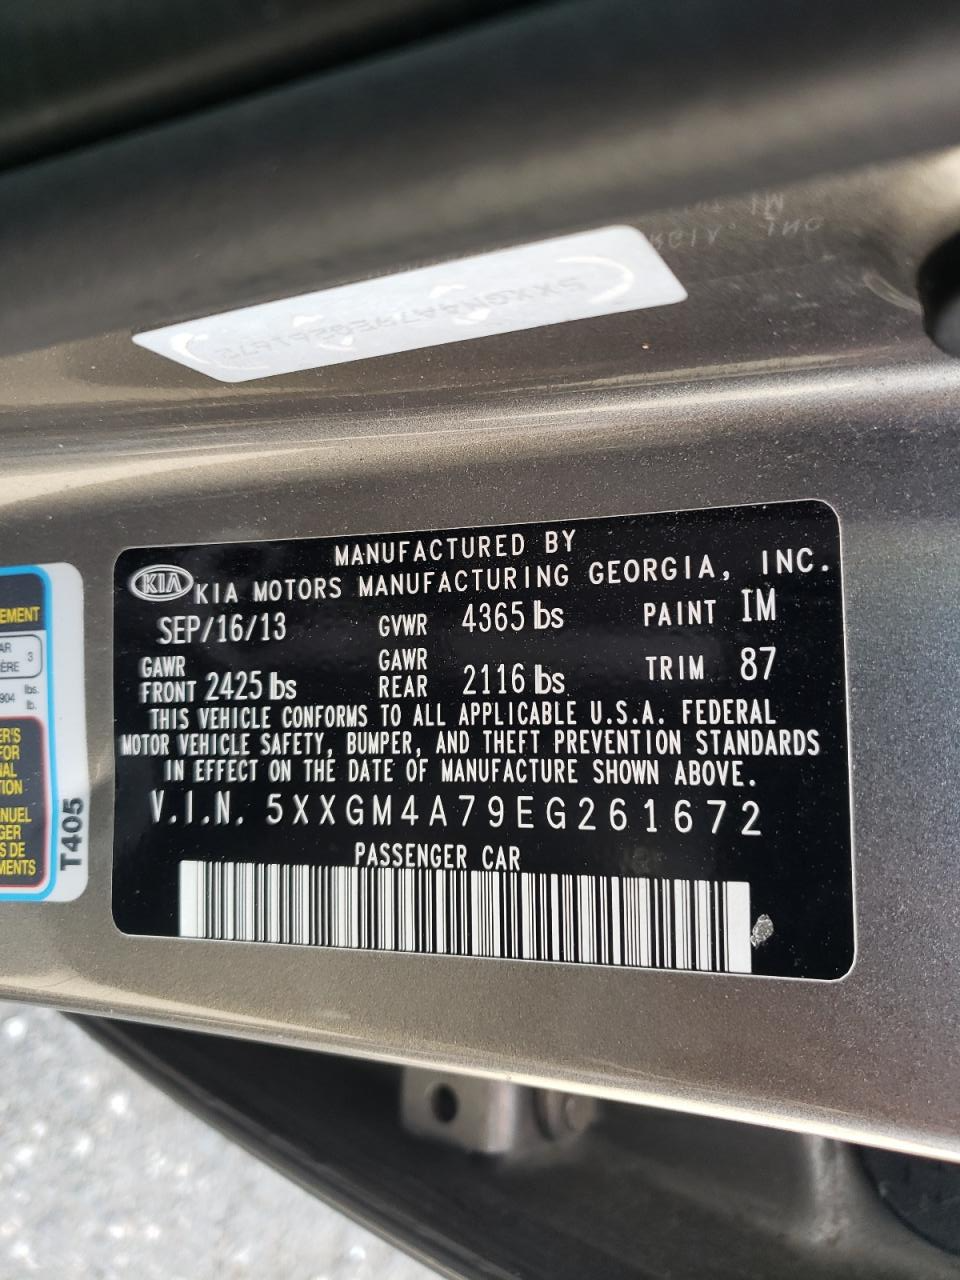 MANUFACTURED BY
KIA KIA MOTORS MANUFACTURING GEORGIA, INC.
SEP/16/13 GVWR 4365 lbs PAINT IM
GAWR FRONT 2425 lbs GAWR REAR 2116 lbs TRIM 87
THIS VEHICLE CONFORMS TO ALL APPLICABLE U.S.A. FEDERAL
MOTOR VEHICLE SAFETY, BUMPER, AND THEFT PREVENTION STANDARDS
IN EFFECT ON THE DATE OF MANUFACTURE SHOWN ABOVE.
V.I.N. 5XXGM4A79EG261672
PASSENGER CAR
T405